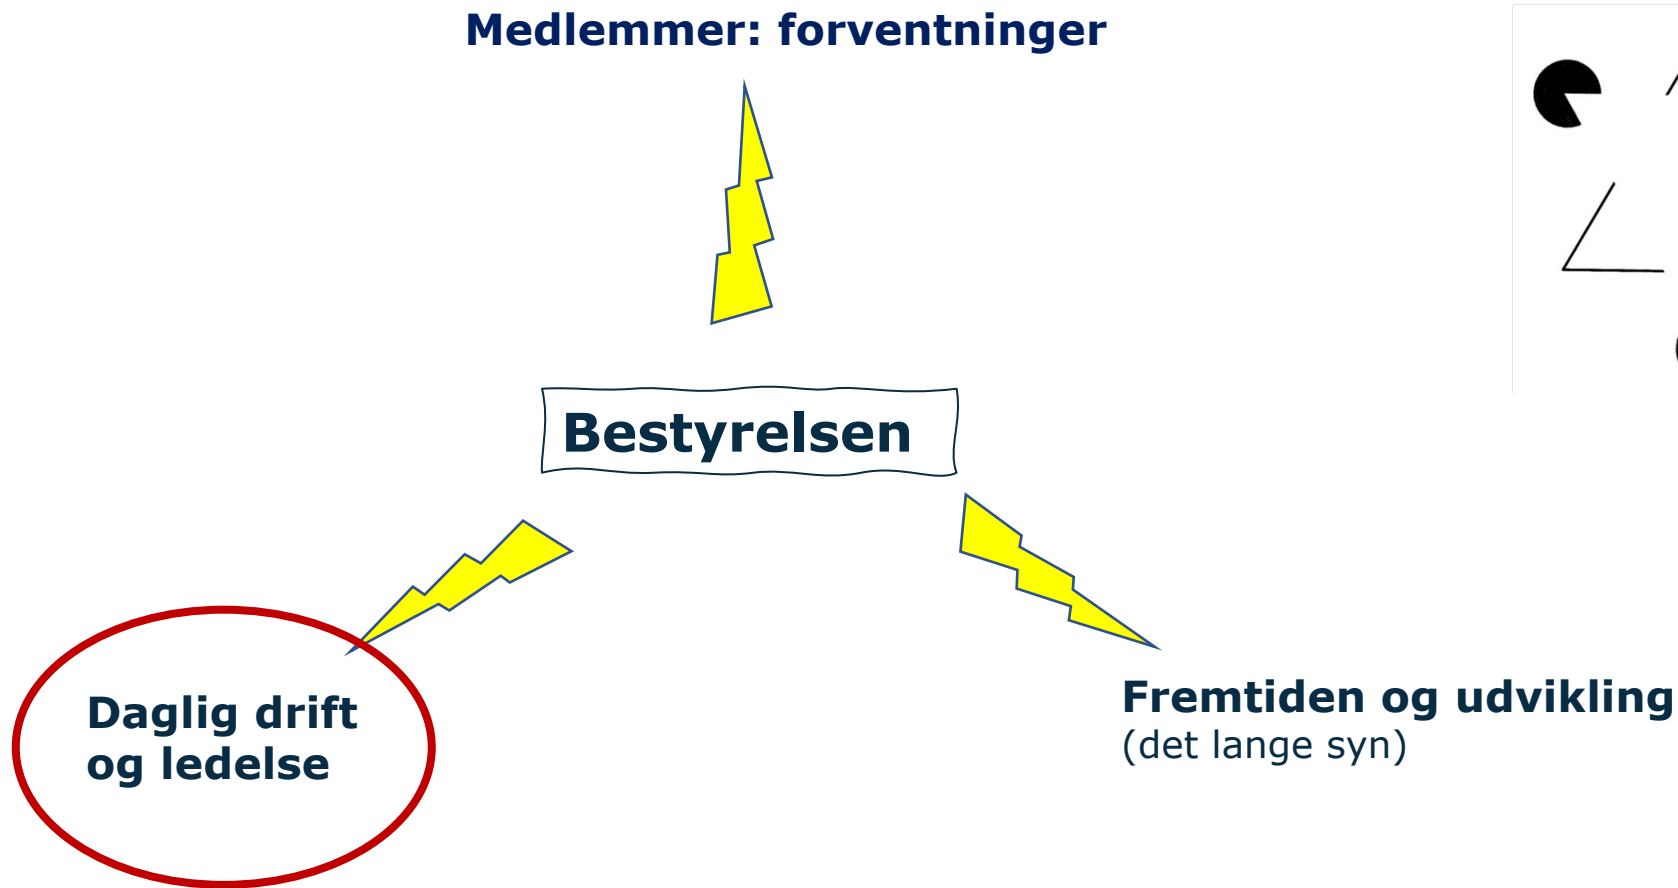 Medlemmer: forventninger
Bestyrelsen
Daglig drift
og ledelse
Fremtiden og udvikling
(det lange syn)